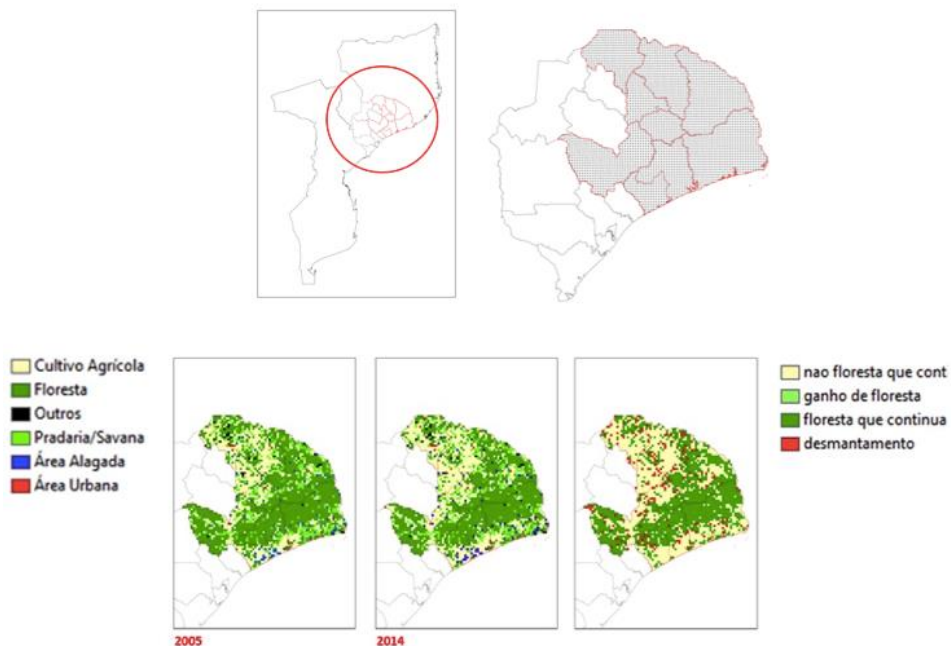 Cultivo Agrícola
Floresta
Outros
Pradaria/Savana
Área Alagada
Área Urbana
nao floresta que cont
ganho de floresta
floresta que continua
desmantamento
2005
2014